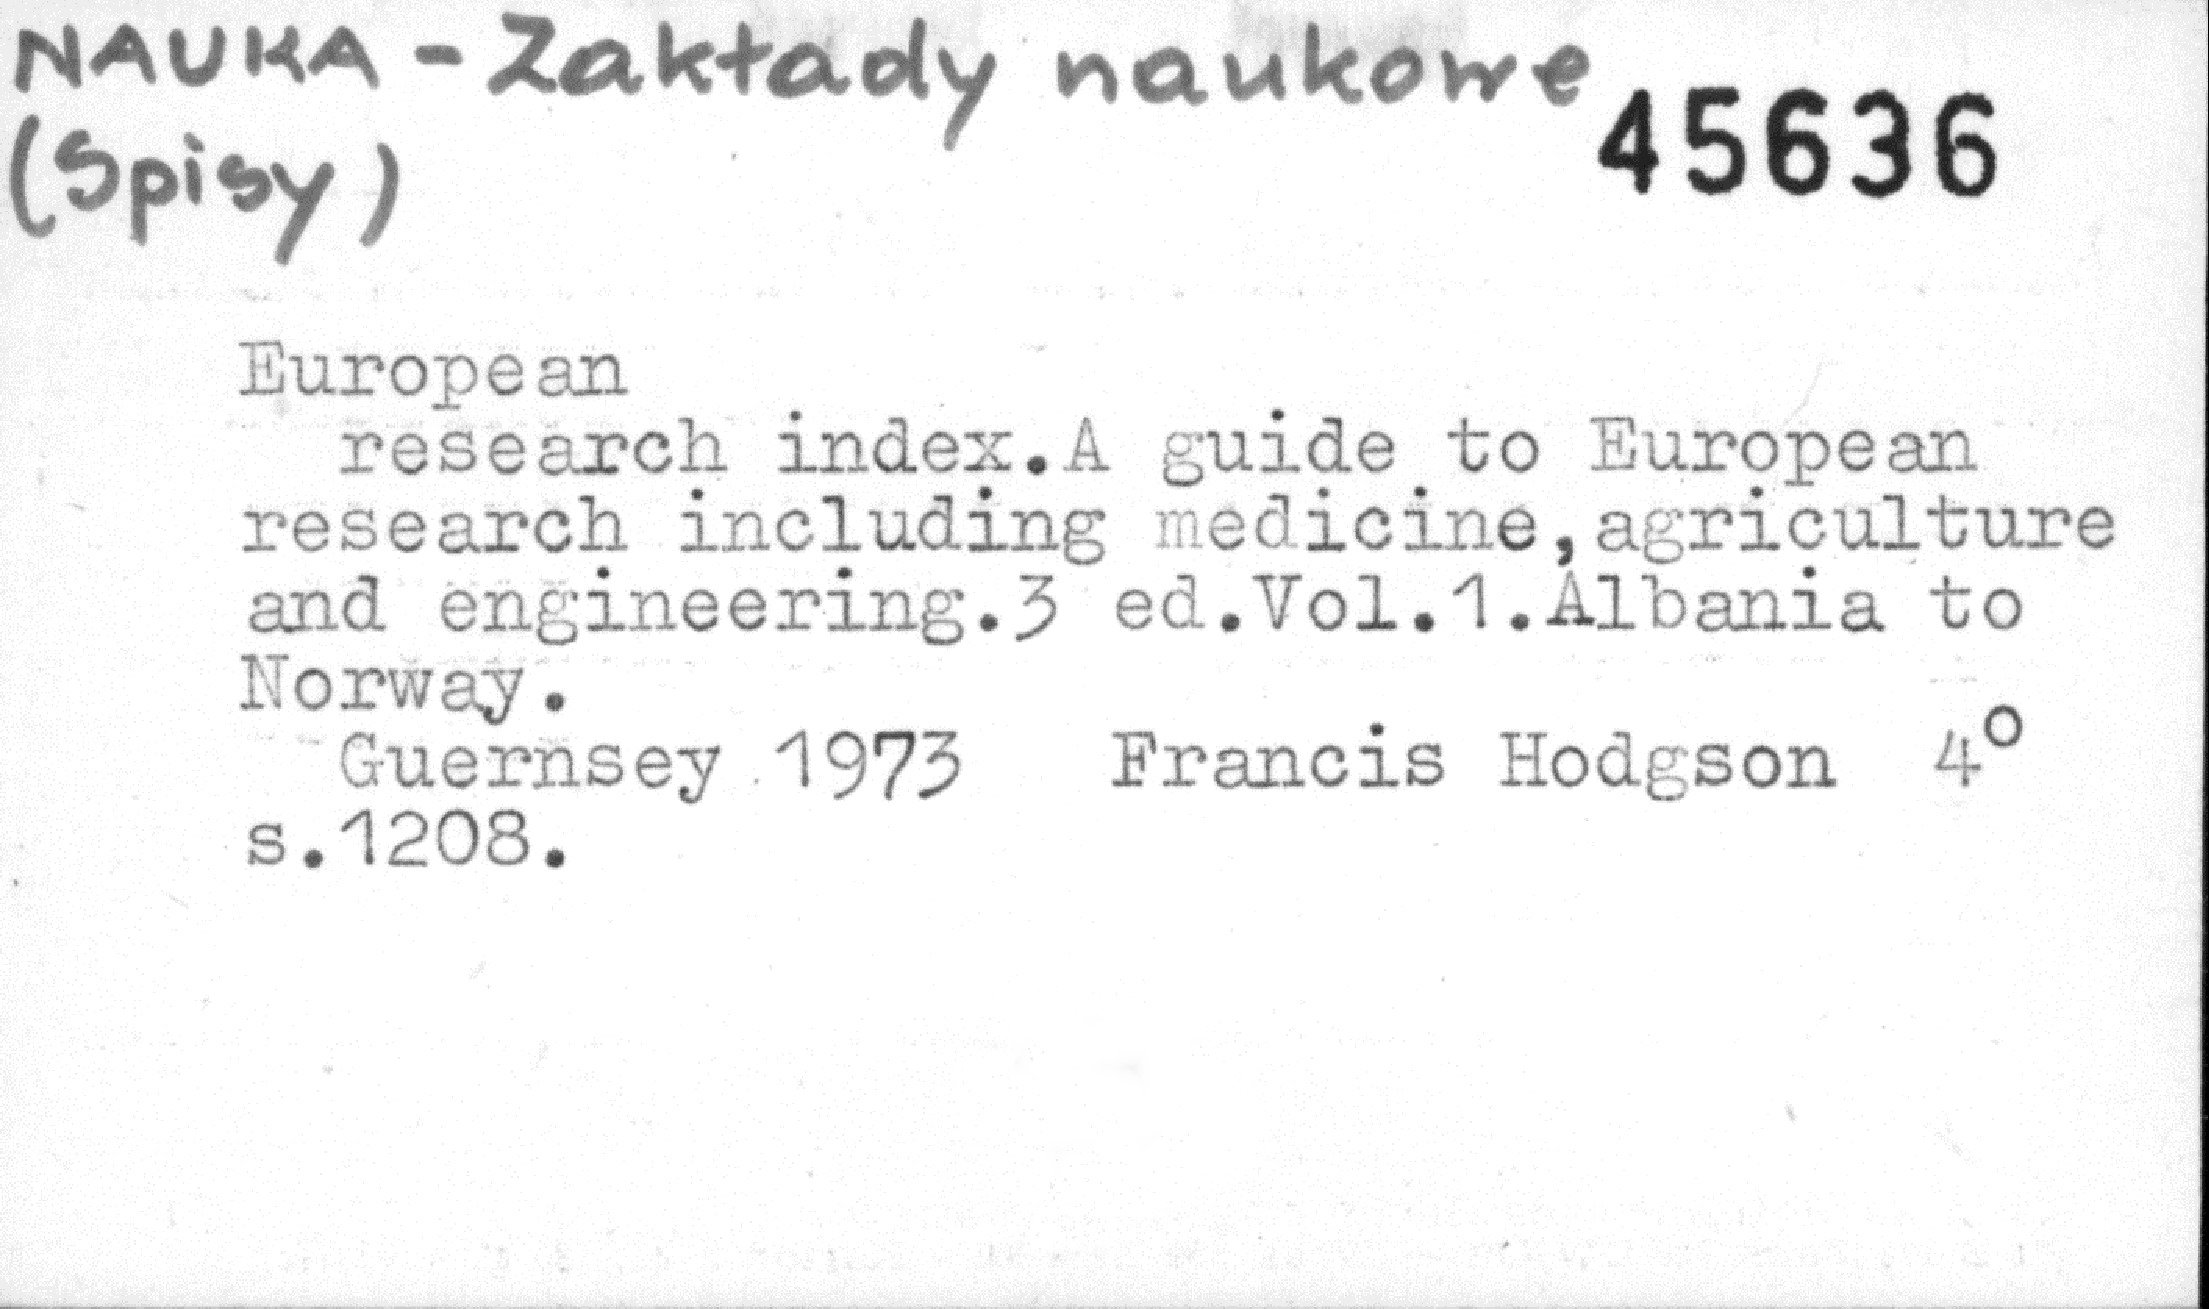 NAUKA - Zakłady naukowe
45636
(Spisy)
European
research index.A guide to European
research including medicine,agriculture
and engineering.3 ed.Vol.1.Albania to
Norway.
Guernsey 1973 Francis Hodgson 4°
s.1208.